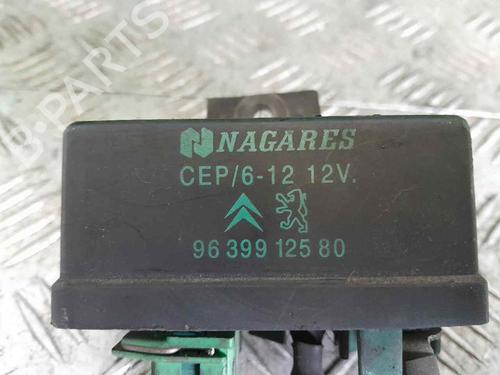 NAGARES
CEP/6-12 12V.
96 399 125 80
B-PARTS